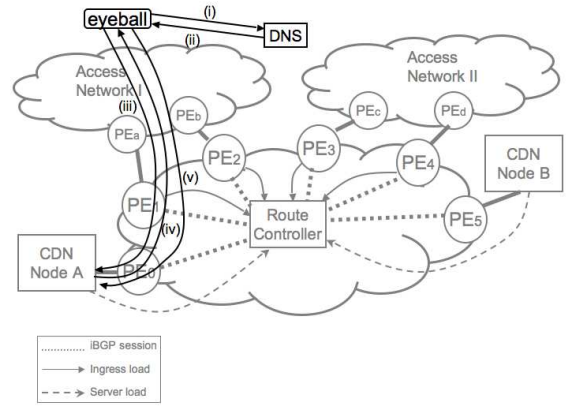 eyeball
(i)
(ii)
DNS
Access
Network I
(iii)
Access
Network II
PEa
PEb
PEc
PEd
PE2
PE3
PE4
CDN
Node B
(v)
PE1
Route
Controller
PE5
(iv)
CDN
Node A
PE0
iBGP session
Ingress load
Server load